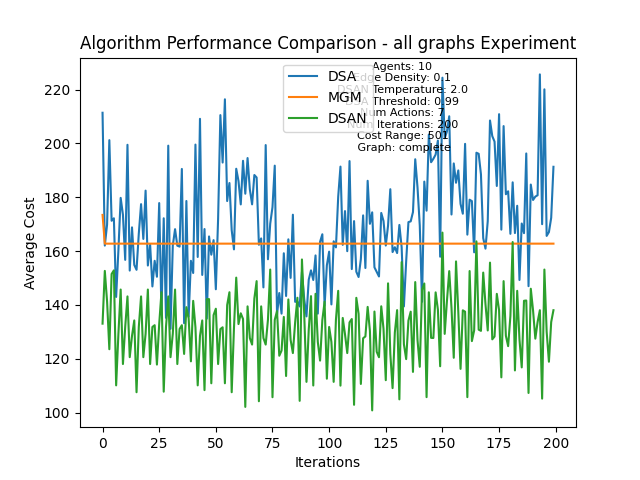 Algorithm Performance Comparison - all graphs Experiment
DSA
MGM
DSAN
Agents: 10
Edge Density: 0.1
DSAN Temperature: 2.0
Threshold: 0.99
Num Actions: 7
Num Iterations: 200
Cost Range: 501
Graph: complete
Average Cost
220
200
180
160
140
120
100
0 25 50 75 100 125 150 175 200
Iterations